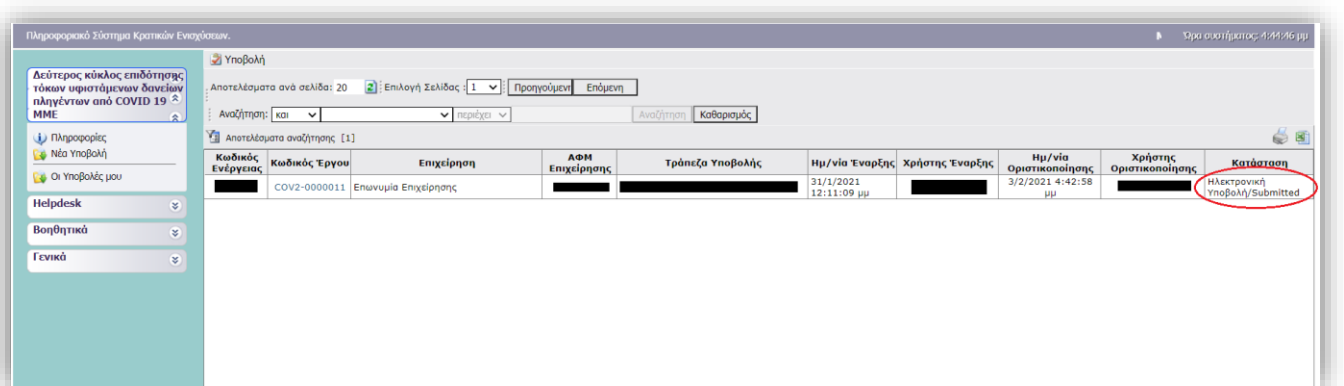 Πληροφοριακό Σύστημα Κρατικών Ενισχύσεων.
Ώρα συστήματος: 4:44:46 μμ
Δεύτερος κύκλος επιδότησης
τόκων υφιστάμενων δανείων
πληγέντων από COVID 19
ΜΜΕ
Πληροφορίες
Νέα Υποβολή
Οι Υποβολές μου
Helpdesk
Βοηθητικά
Γενικά
Υποβολή
Αποτελέσματα ανά σελίδα: 20 Επιλογή Σελίδας : 1 Προηγούμενη Επόμενη
Αναζήτηση: και περιέχει Αναζήτηση Καθαρισμός
Αποτελέσματα αναζήτησης [1]
Κωδικός Ενέργειας Κωδικός Έργου Επιχείρηση ΑΦΜ Επιχείρησης Τράπεζα Υποβολής Ημ/νία Έναρξης Χρήστης Έναρξης Ημ/νία Οριστικοποίησης Χρήστης Οριστικοποίησης Κατάσταση
COV2-0000011 Επωνυμία Επιχείρησης 31/1/2021 12:11:09 μμ 3/2/2021 4:42:58 μμ Ηλεκτρονική Υποβολή/Submitted